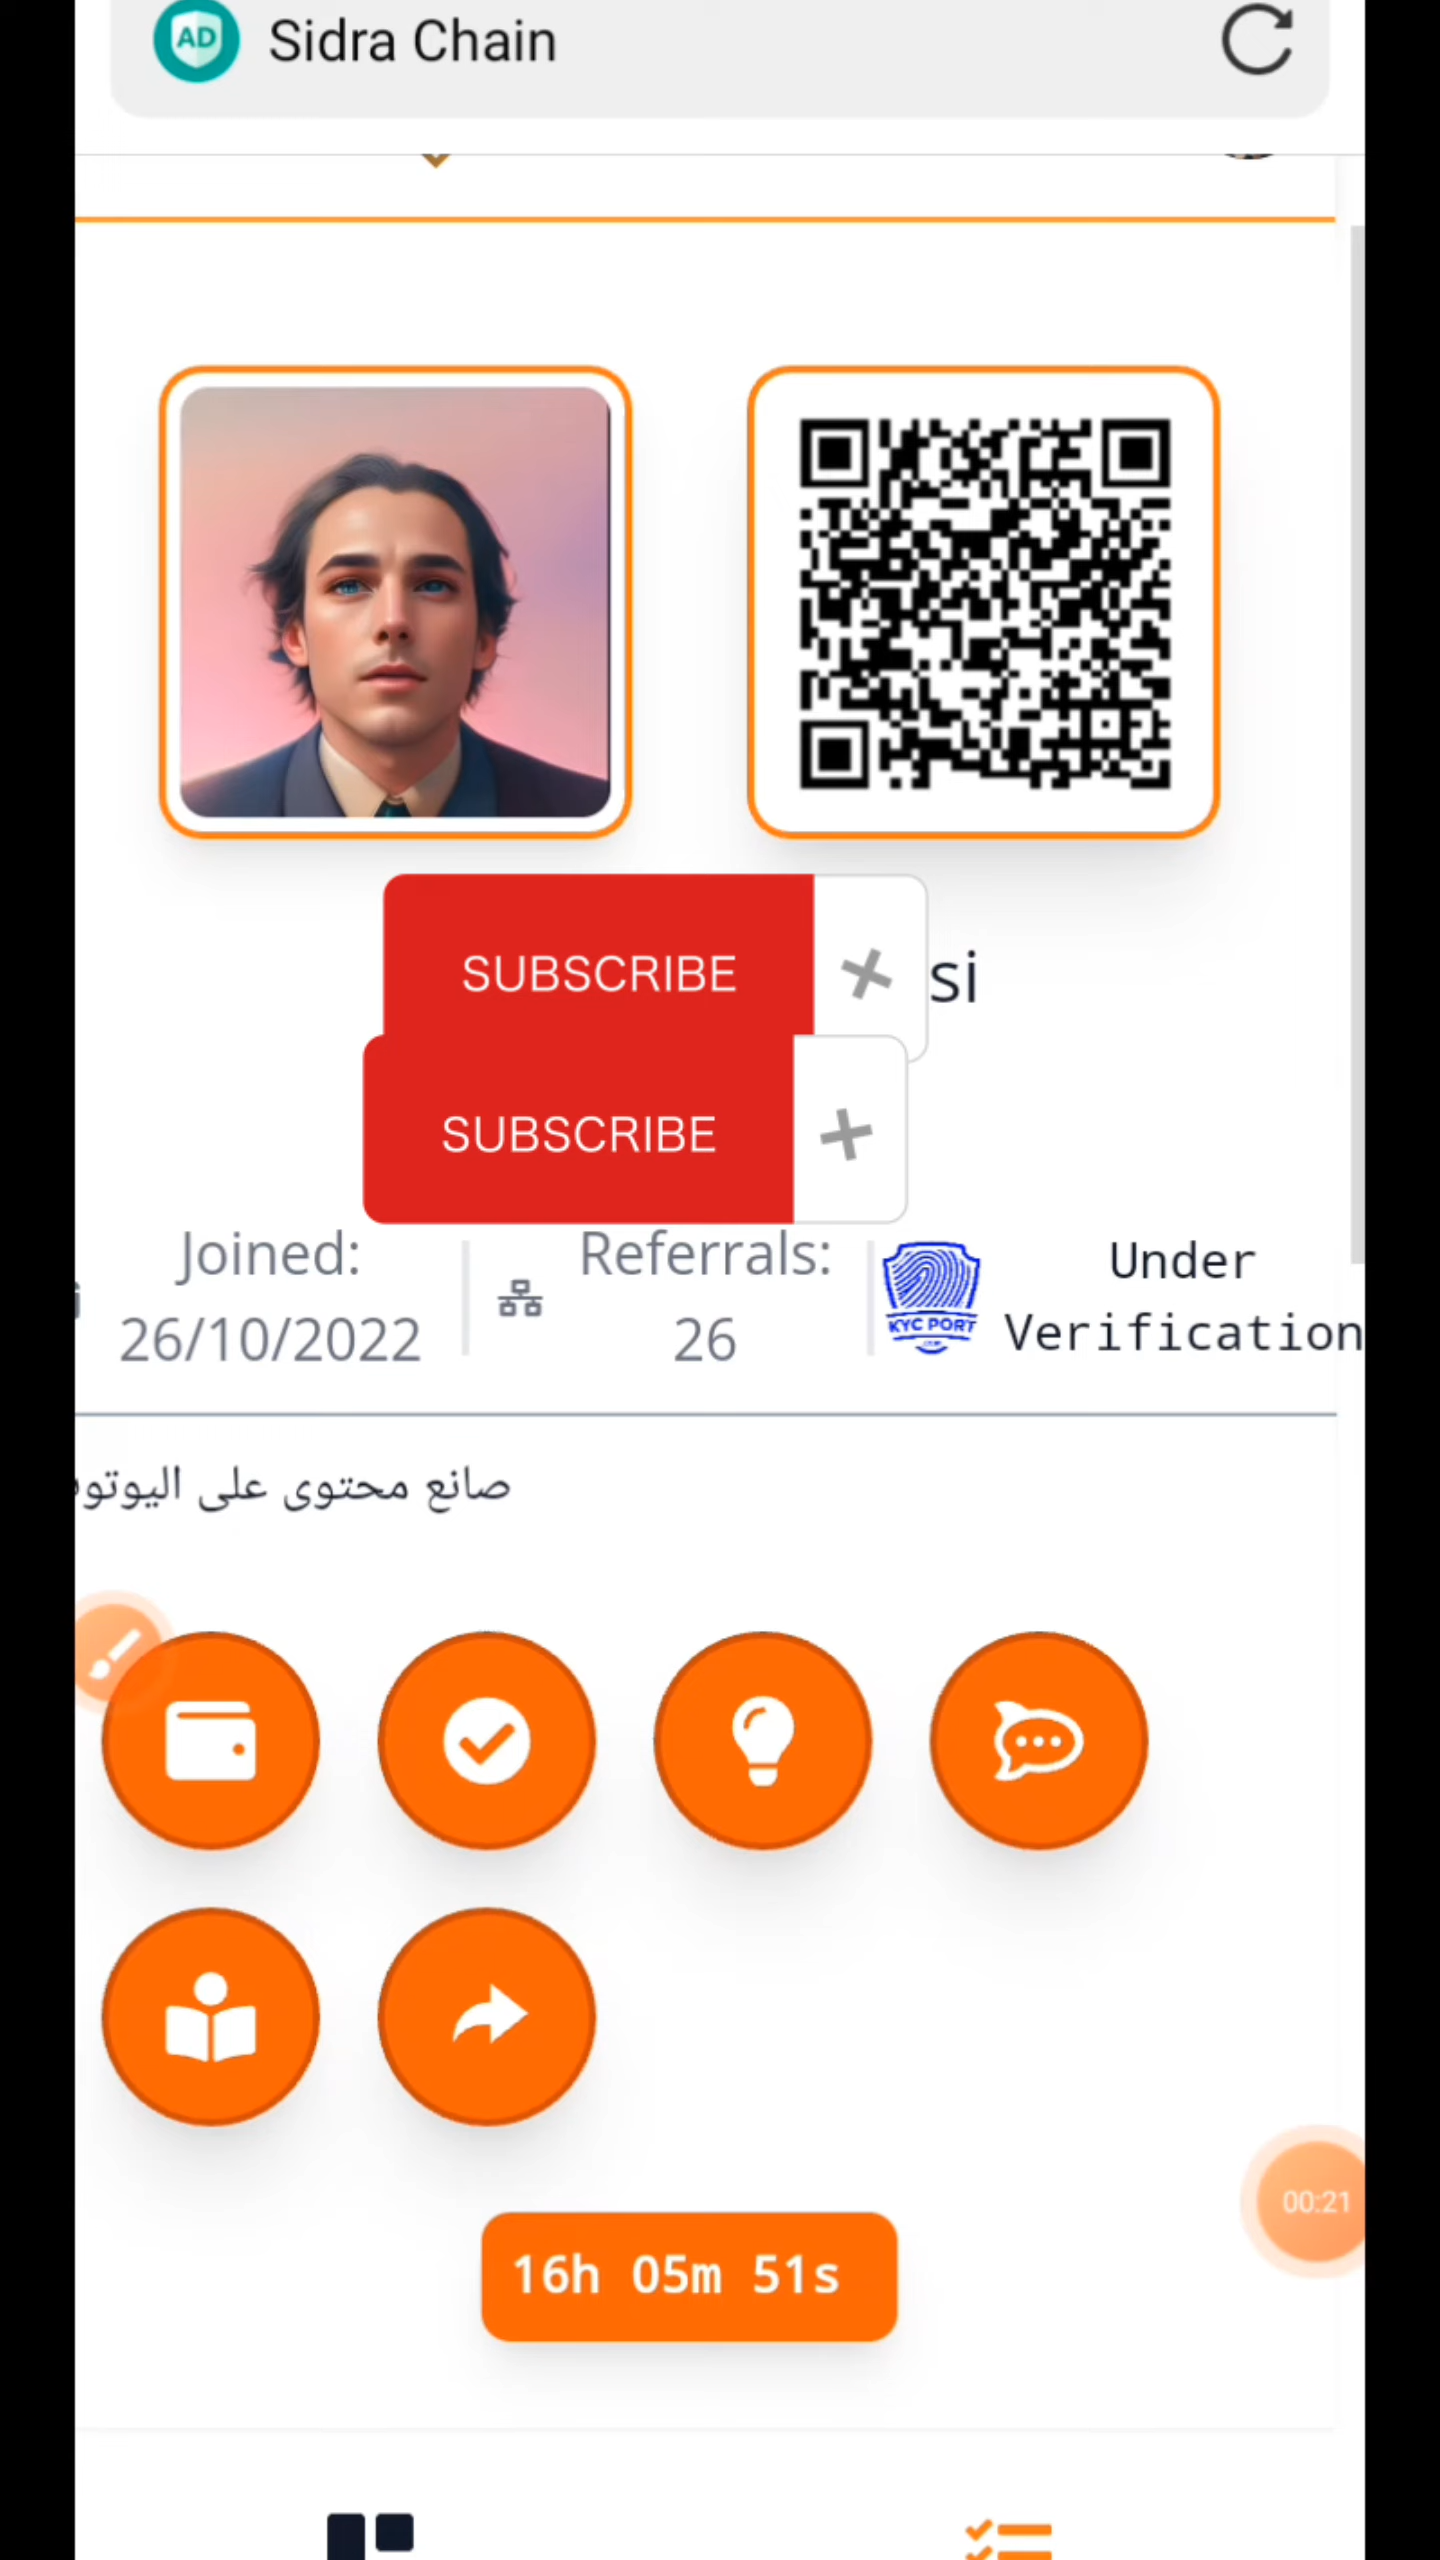 AD
Sidra Chain
SUBSCRIBE
si
SUBSCRIBE
Joined:
26/10/2022
Referrals:
26
KYC PORT
Under
Verification
صانع محتوى على
16h 05m 51s
00:21